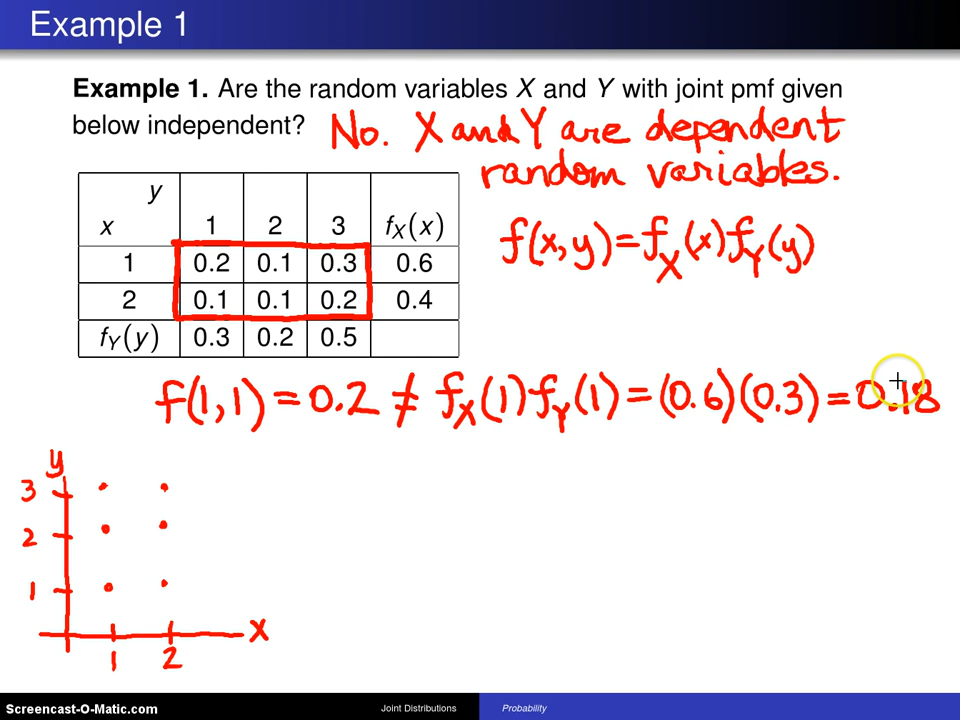 Example 1
Example 1. Are the random variables X and Y with joint pmf given
below independent? No. X and Y are dependent
random variables.
y
x 1 2 3 fX(x)
1 0.2 0.1 0.3 0.6
2 0.1 0.1 0.2 0.4
fY(y) 0.3 0.2 0.5
f(x,y)=fX(x)fY(y)
f(1,1)=0.2≠fX(1)fY(1)=(0.6)(0.3)=0.18
y
3
2
1
x
1 2
Screencast-O-Matic.com Joint Distributions Probability